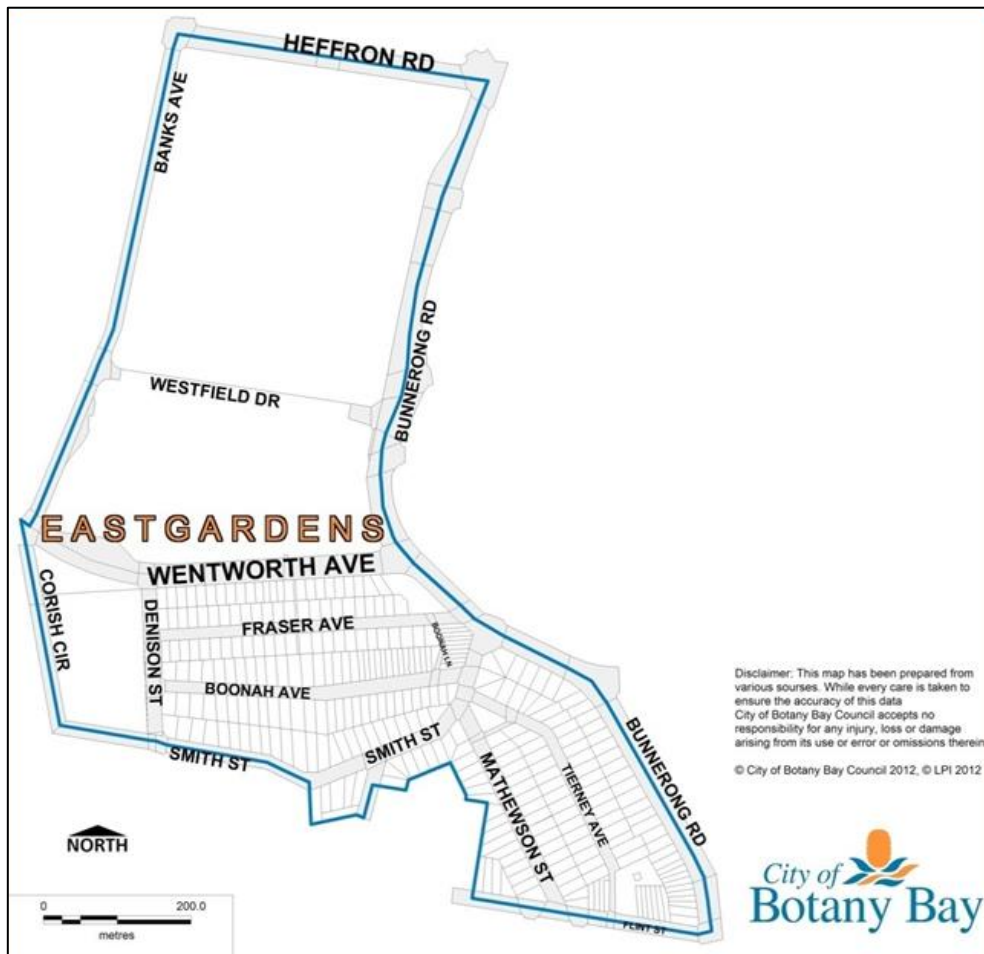 HEFFRON RD
BANKS AVE
BUNNERONG RD
WESTFIELD DR
EASTGARDENS
WENTWORTH AVE
CORISH CIR
DENISON ST
FRASER AVE
BOONAH LN
BOONAH AVE
SMITH ST
SMITH ST
MATHEWSON ST
TIERNEY AVE
BUNNERONG RD
FLINT ST
Disclaimer: This map has been prepared from
various sourses. While every care is taken to
ensure the accuracy of this data
City of Botany Bay Council accepts no
responsibility for any injury, loss or damage
arising from its use or error or omissions therein
© City of Botany Bay Council 2012, © LPI 2012
NORTH
0 200.0
metres
City of
Botany Bay